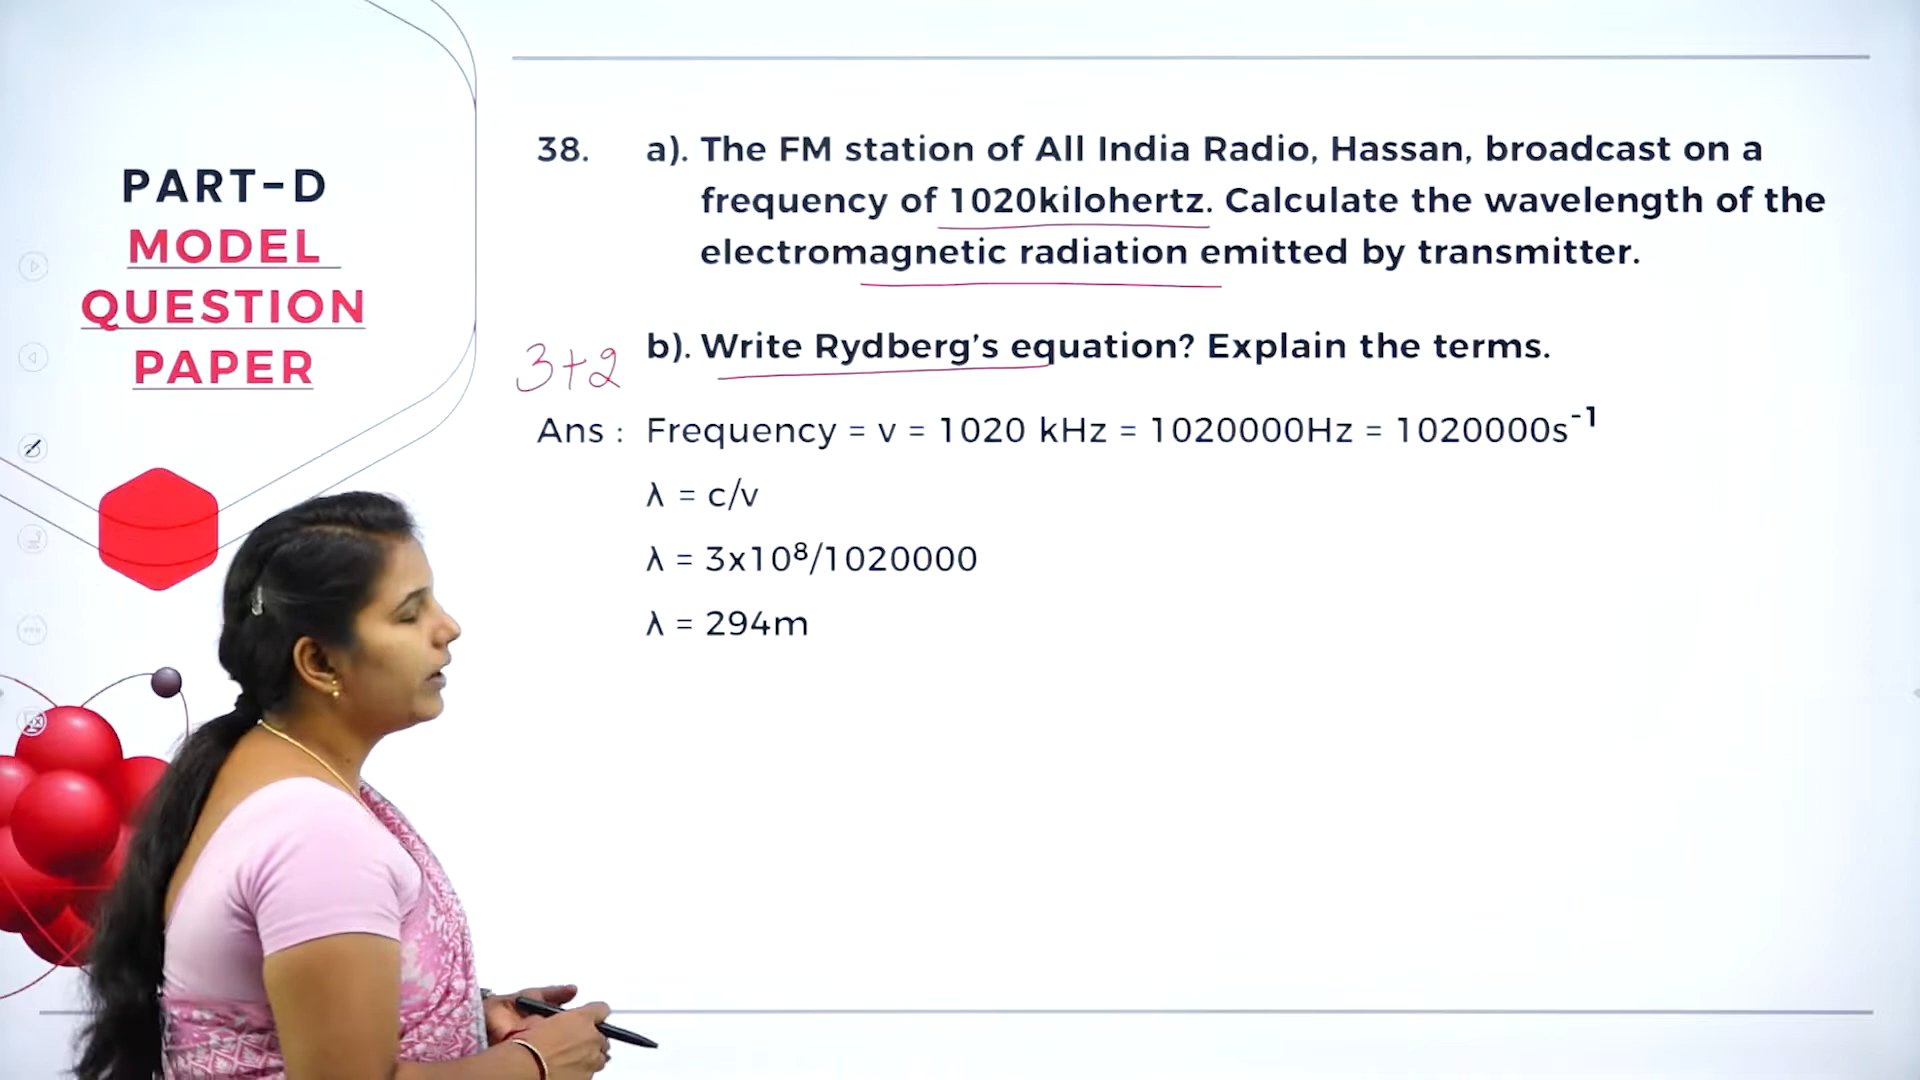 PART-D
MODEL
QUESTION
PAPER
38. a). The FM station of All India Radio, Hassan, broadcast on a
frequency of 1020kilohertz. Calculate the wavelength of the
electromagnetic radiation emitted by transmitter.
b). Write Rydberg's equation? Explain the terms.
3+2
Ans : Frequency = v = 1020 kHz = 1020000Hz = 1020000s⁻¹
λ = c/v
λ = 3x10⁸/1020000
λ = 294m